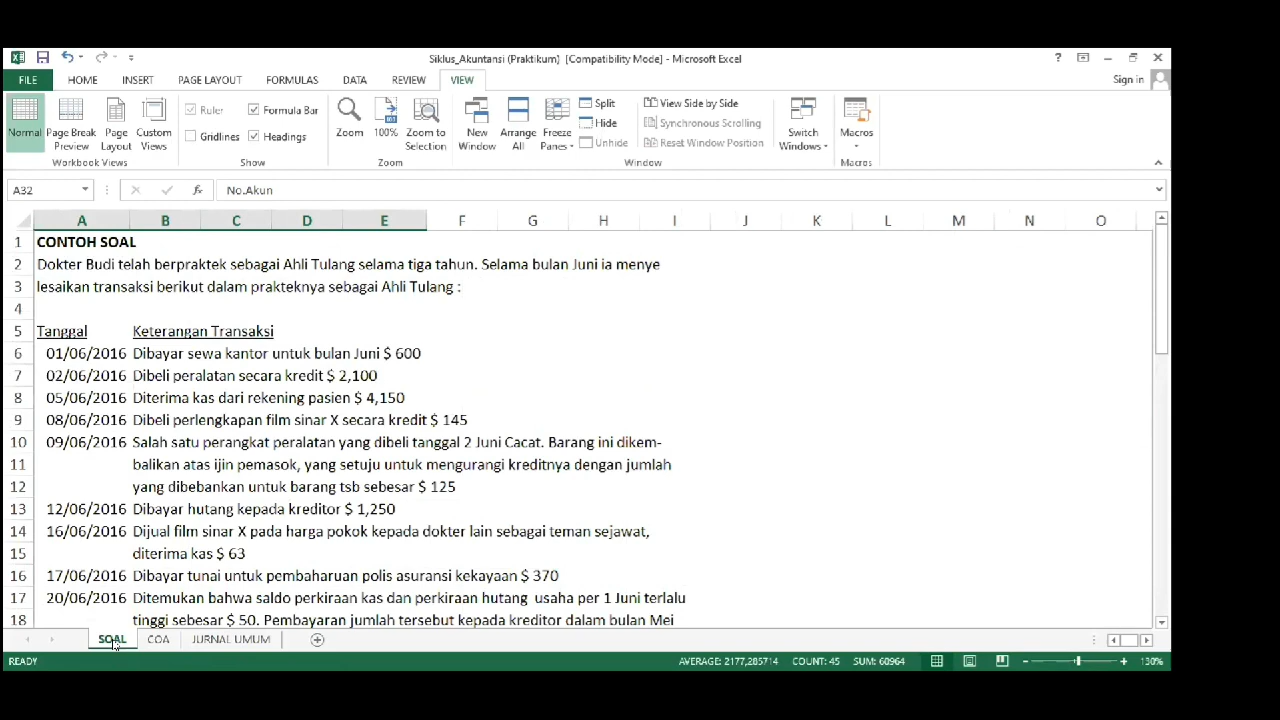 Siklus_Akuntansi (Praktikum) [Compatibility Mode] - Microsoft Excel
?
FILE HOME INSERT PAGE LAYOUT FORMULAS DATA REVIEW VIEW Sign in
Normal Page Break Preview Page Layout Custom Views
Workbook Views
Ruler Formula Bar
Gridlines Headings
Show
Zoom 100% Zoom to Selection
Zoom
New Window Arrange All Freeze Panes
Split
Hide
Unhide
View Side by Side
Synchronous Scrolling
Reset Window Position
Window
Switch Windows
Macros
Macros
A32 fx No.Akun
A B C D E F G H I J K L M N O
1 CONTOH SOAL
2 Dokter Budi telah berpraktek sebagai Ahli Tulang selama tiga tahun. Selama bulan Juni ia menye
3 lesaikan transaksi berikut dalam prakteknya sebagai Ahli Tulang :
4
5 Tanggal Keterangan Transaksi
6 01/06/2016 Dibayar sewa kantor untuk bulan Juni $ 600
7 02/06/2016 Dibeli peralatan secara kredit $ 2,100
8 05/06/2016 Diterima kas dari rekening pasien $ 4,150
9 08/06/2016 Dibeli perlengkapan film sinar X secara kredit $ 145
10 09/06/2016 Salah satu perangkat peralatan yang dibeli tanggal 2 Juni Cacat. Barang ini dikem-
11 balikan atas ijin pemasok, yang setuju untuk mengurangi kreditnya dengan jumlah
12 yang dibebankan untuk barang tsb sebesar $ 125
13 12/06/2016 Dibayar hutang kepada kreditor $ 1,250
14 16/06/2016 Dijual film sinar X pada harga pokok kepada dokter lain sebagai teman sejawat,
15 diterima kas $ 63
16 17/06/2016 Dibayar tunai untuk pembaharuan polis asuransi kekayaan $ 370
17 20/06/2016 Ditemukan bahwa saldo perkiraan kas dan perkiraan hutang usaha per 1 Juni terlalu
18 tinggi sebesar $ 50. Pembayaran jumlah tersebut kepada kreditor dalam bulan Mei
SOAL COA JURNAL UMUM
READY AVERAGE: 2177,285714 COUNT: 45 SUM: 60964 130%